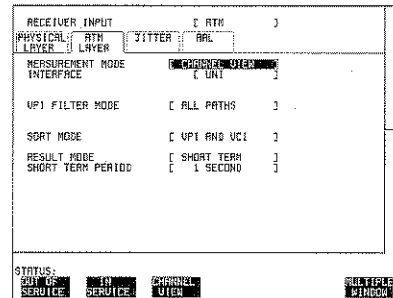 RECEIVER INPUT [ ATM ]
PHYSICAL LAYER ATM LAYER JITTER AAL
MEASUREMENT MODE [ CHANNEL VIEW ]
INTERFACE [ UNI ]
VPI FILTER MODE [ ALL PATHS ]
SORT MODE [ VPI AND VCI ]
RESULT MODE [ SHORT TERM ]
SHORT TERM PERIOD [ 1 SECOND ]
STATUS:
OUT OF SERVICE IN SERVICE CHANNEL VIEW MULTIPLE WINDOW